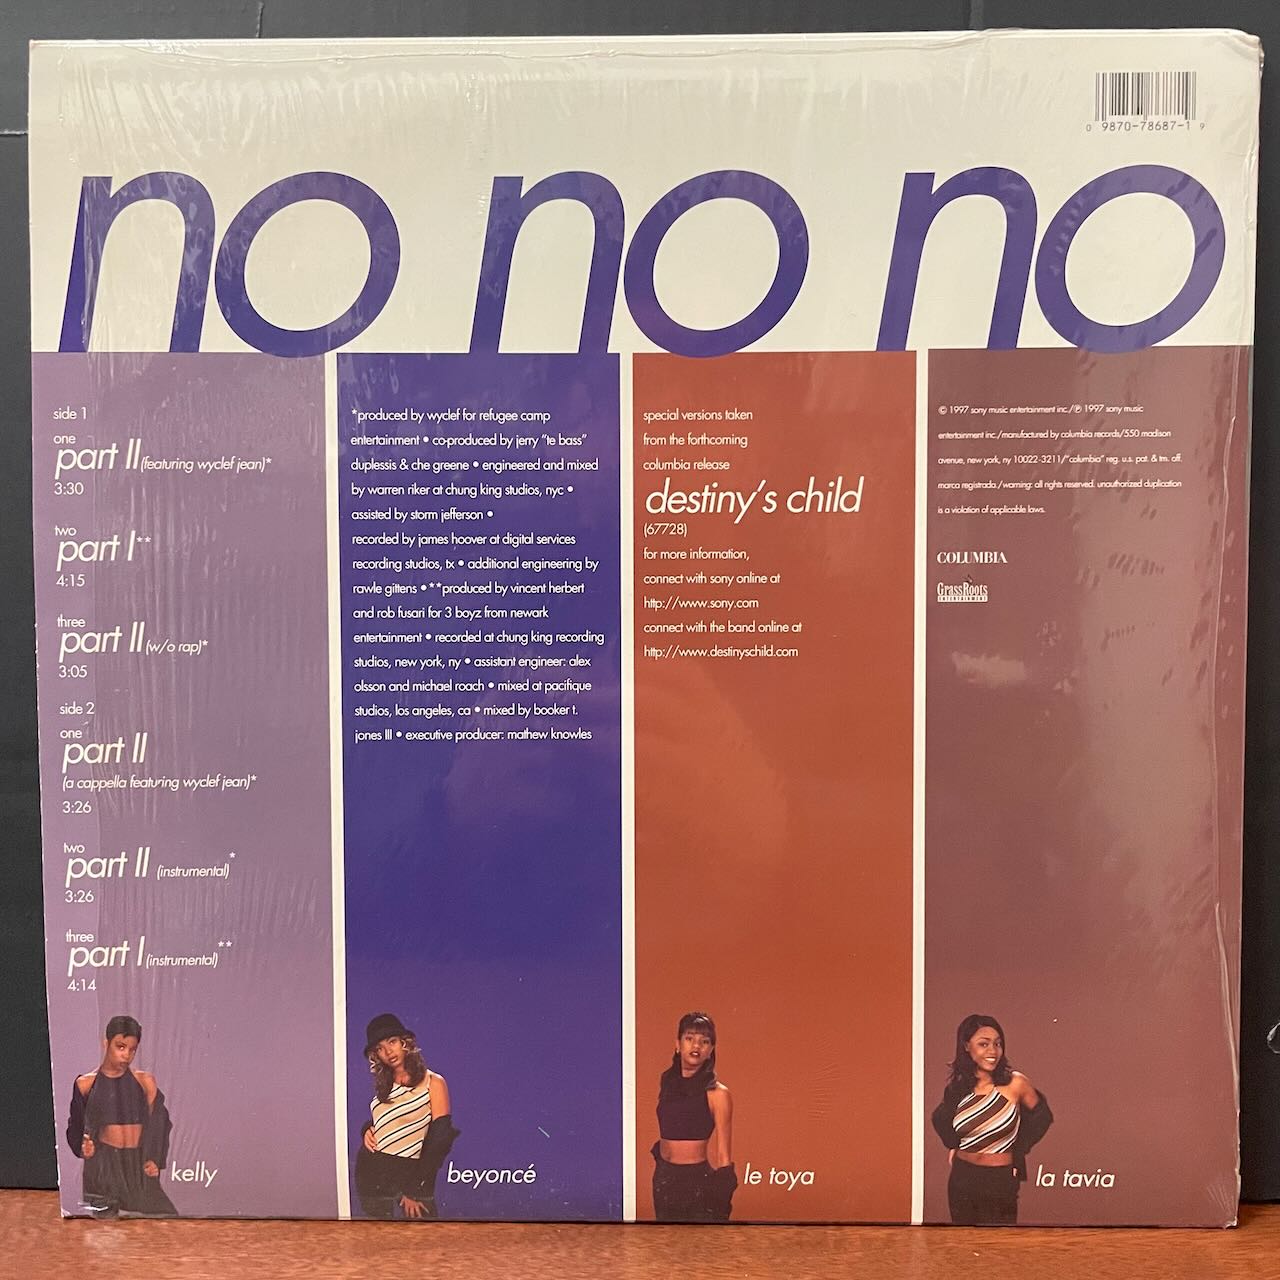 0 9870-78687-1 9
no no no
side 1
one
part II (featuring wyclef jean)*
3:30
two
part I**
4:15
three
part II (w/o rap)*
3:05
side 2
one
part II
(a cappella featuring wyclef jean)*
3:26
two
part II (instrumental)*
3:26
three
part I (instrumental)**
4:14
*produced by wyclef for refugee camp
entertainment • co-produced by jerry "te bass"
duplessis & che greene • engineered and mixed
by warren riker at chung king studios, nyc •
assisted by storm jefferson •
recorded by james hoover at digital services
recording studios, tx • additional engineering by
rawle gittens • **produced by vincent herbert
and rob fusari for 3 boyz from newark
entertainment • recorded at chung king recording
studios, new york, ny • assistant engineer: alex
olsson and michael roach • mixed at pacifique
studios, los angeles, ca • mixed by booker t.
jones III • executive producer: mathew knowles
special versions taken
from the forthcoming
columbia release
destiny's child
(67728)
for more information,
connect with sony online at
http://www.sony.com
connect with the band online at
http://www.destinyschild.com
© 1997 sony music entertainment inc./℗ 1997 sony music
entertainment inc./manufactured by columbia records/550 madison
avenue, new york, ny 10022-3211/"columbia" reg. u.s. pat. & tm. off.
marca registrada./warning: all rights reserved. unauthorized duplication
is a violation of applicable laws.
COLUMBIA
GrassRoots
ENTERTAINMENT
kelly
beyoncé
le toya
la tavia